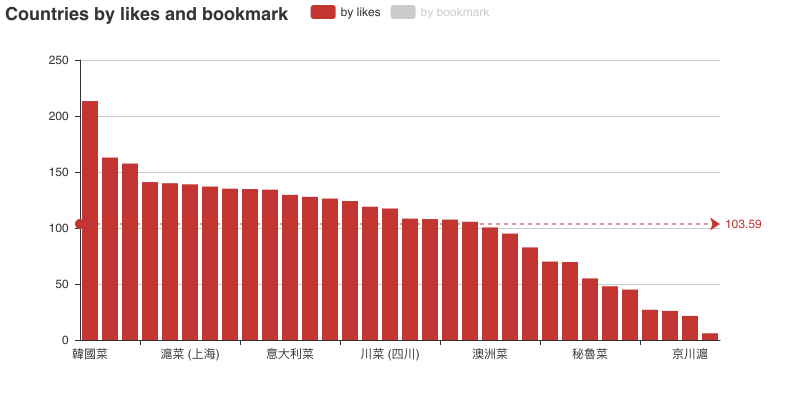 Countries by likes and bookmark
by likes
by bookmark
250
200
150
100
50
0
103.59
韓國菜
滬菜 (上海)
意大利菜
川菜 (四川)
澳洲菜
秘魯菜
京川滬